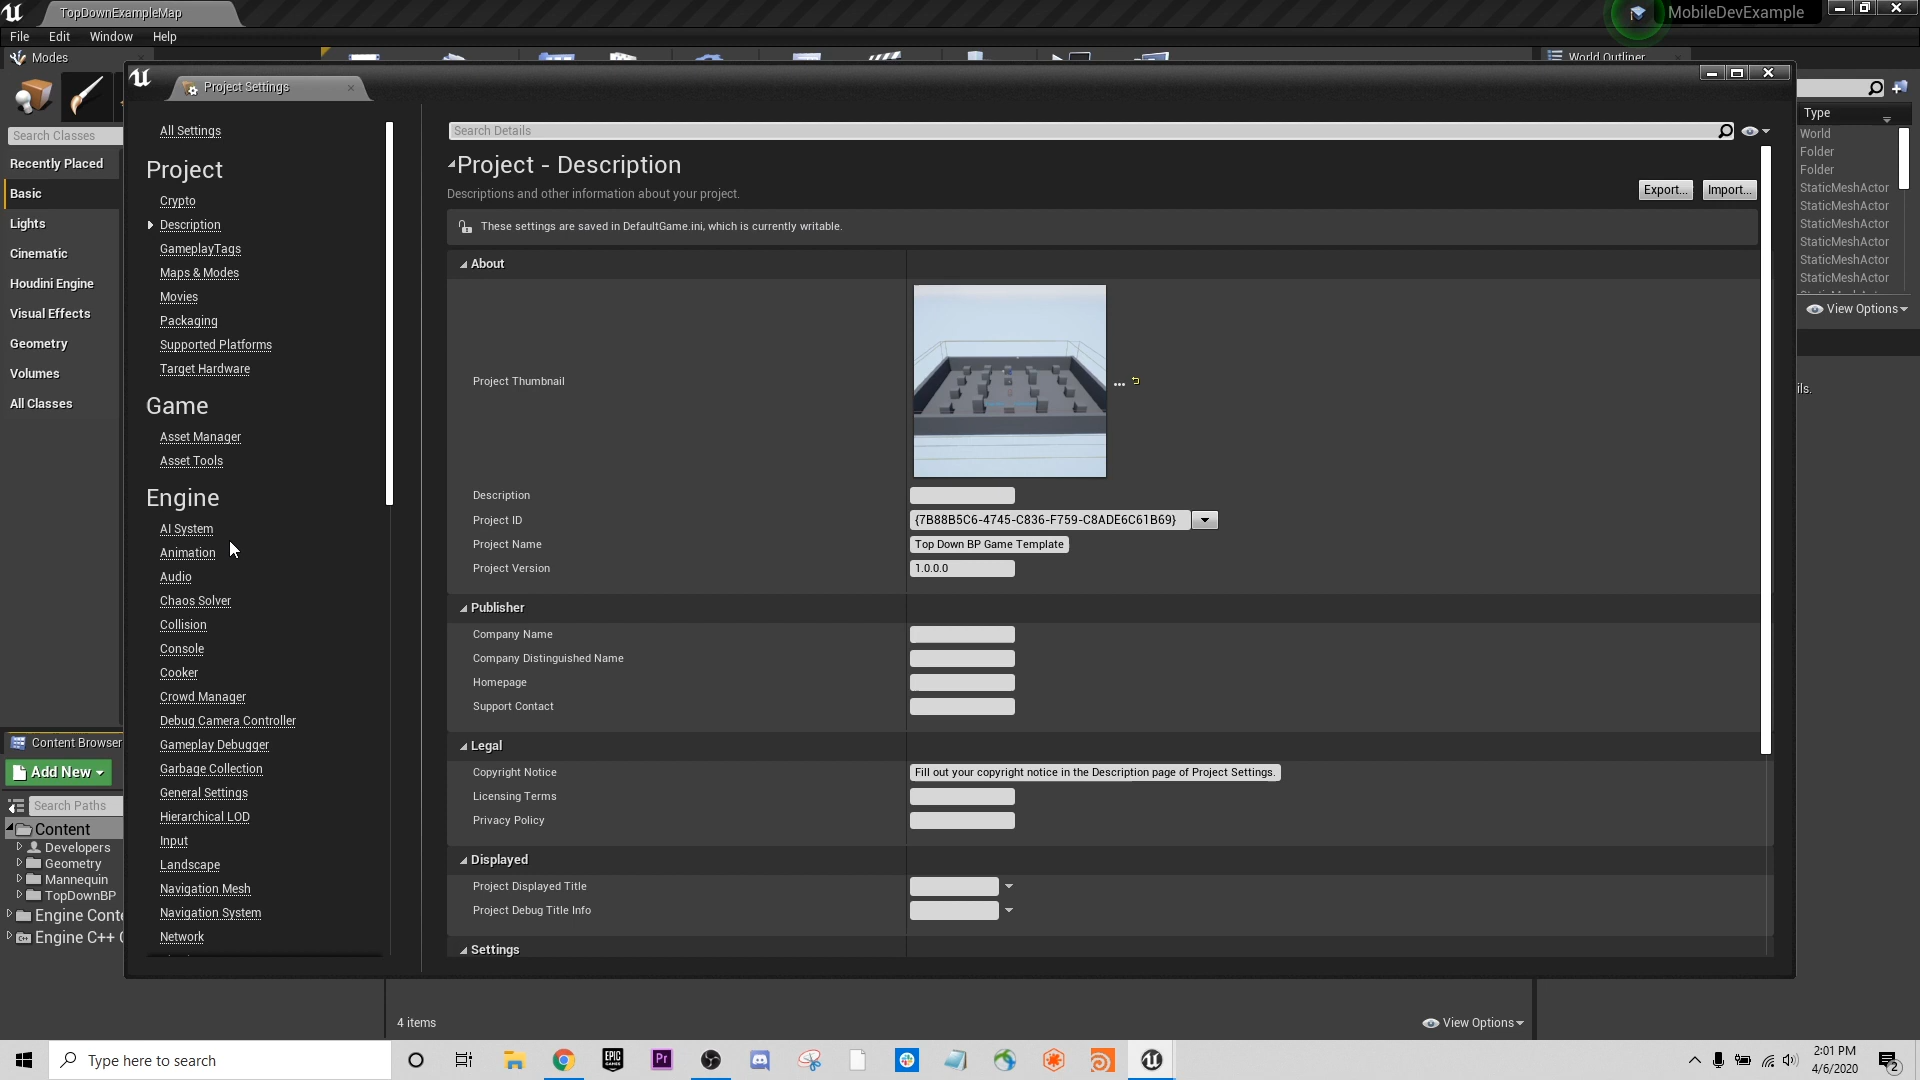 TopDownExampleMap
MobileDevExample
File Edit Window Help
Modes
World Outliner
Project Settings
Search Classes
Recently Placed
Basic
Lights
Cinematic
Houdini Engine
Visual Effects
Geometry
Volumes
All Classes
Content Browser
Add New
Search Paths
Content
Developers
Geometry
Mannequin
TopDownBP
Engine C++
All Settings
Project
Crypto
Description
GameplayTags
Maps & Modes
Movies
Packaging
Supported Platforms
Target Hardware
Game
Asset Manager
Asset Tools
Engine
AI System
Animation
Audio
Chaos Solver
Collision
Console
Cooker
Crowd Manager
Debug Camera Controller
Gameplay Debugger
Garbage Collection
General Settings
Hierarchical LOD
Input
Landscape
Navigation Mesh
Navigation System
Network
Search Details
Project - Description
Descriptions and other information about your project.
Export... Import...
These settings are saved in DefaultGame.ini, which is currently writable.
About
Project Thumbnail
Description
Project ID {7B88B5C6-4745-C836-F759-C8ADE6C61B69}
Project Name Top Down BP Game Template
Project Version 1.0.0.0
Publisher
Company Name
Company Distinguished Name
Homepage
Support Contact
Legal
Copyright Notice Fill out your copyright notice in the Description page of Project Settings.
Licensing Terms
Privacy Policy
Displayed
Project Displayed Title
Project Debug Title Info
Settings
Type
World
Folder
Folder
StaticMeshActor
StaticMeshActor
StaticMeshActor
StaticMeshActor
StaticMeshActor
StaticMeshActor
View Options
ils.
4 items
View Options
Type here to search
EPIC GAMES
Pr
2:01 PM
4/6/2020
2